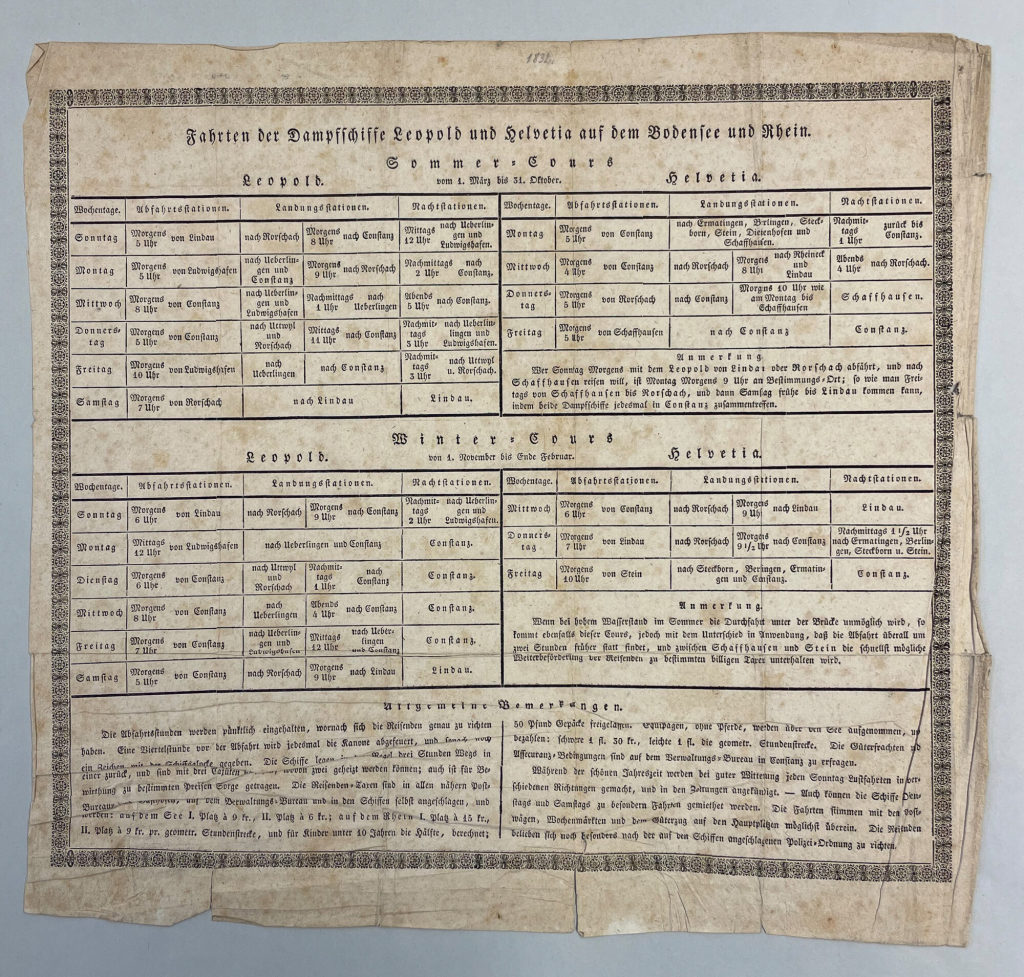 1832.
Fahrten der Dampfschiffe Leopold und Helvetia auf dem Bodensee und Rhein.
Sommer-Cours
Leopold.
vom 1. März bis 31. Oktober.
Helvetia.
Wochentage. Abfahrtsstationen. Landungsstationen. Nachtstationen.
Sonntag Morgens 5 Uhr von Lindau nach Rorschach Morgens 8 Uhr nach Constanz Mittags 12 Uhr nach Ueberlingen und Ludwigshafen.
Montag Morgens 5 Uhr von Ludwigshafen nach Ueberlingen und Constanz Morgens 9 Uhr nach Rorschach Nachmittags 2 Uhr nach Constanz.
Mittwoch Morgens 8 Uhr von Constanz nach Ueberlingen und Ludwigshafen Nachmittags 1 Uhr nach Ueberlingen Abends 5 Uhr nach Constanz.
Donnerstag Morgens 5 Uhr von Constanz nach Uttwyl und Rorschach Mittags 11 Uhr nach Constanz Nachmittags 3 Uhr nach Ueberlingen und Ludwigshafen.
Freitag Morgens 10 Uhr von Ludwigshafen nach Ueberlingen nach Constanz Nachmittags 3 Uhr nach Uttwyl u. Rorschach.
Samstag Morgens 7 Uhr von Rorschach nach Lindau Lindau.
Wochentage. Abfahrtsstationen. Landungsstationen. Nachtstationen.
Montag Morgens 5 Uhr von Constanz nach Ermatingen, Steckborn, Stein, Diesenhofen und Schaffhausen. Nachmittags 1 Uhr zurück bis Constanz.
Mittwoch Morgens 4 Uhr von Constanz nach Rorschach Morgens 8 Uhr nach Rheineck und Lindau Abends 4 Uhr nach Rorschach.
Donnerstag Morgens 5 Uhr von Rorschach nach Constanz Morgens 10 Uhr wie am Montag bis Schaffhausen Schaffhausen.
Freitag Morgens 5 Uhr von Schaffhausen nach Constanz Constanz.
Anmerkung.
Wer Sonntag Morgens mit dem Leopold von Lindau oder Rorschach abfährt, und nach
Schaffhausen reisen will, ist Montag Morgens 9 Uhr am Bestimmungs-Ort; so wie man Frei-
tags von Schaffhausen bis Rorschach, und dann Samstag frühe bis Lindau kommen kann,
indem beide Dampfschiffe jedesmal in Constanz zusammentreffen.
Winter-Cours
Leopold.
von 1. November bis Ende Februar.
Helvetia.
Wochentage. Abfahrtsstationen. Landungsstationen. Nachtstationen.
Sonntag Morgens 6 Uhr von Lindau nach Rorschach Morgens 9 Uhr nach Constanz Nachmittags 2 Uhr nach Ueberlingen und Ludwigshafen.
Montag Mittags 12 Uhr von Ludwigshafen nach Ueberlingen und Constanz Constanz.
Dienstag Morgens 6 Uhr von Constanz nach Uttwyl und Rorschach Nachmittags 1 Uhr nach Constanz Constanz.
Mittwoch Morgens 8 Uhr von Constanz nach Ueberlingen Abends 4 Uhr nach Constanz Constanz.
Freitag Morgens 7 Uhr von Constanz nach Ueberlingen und Ludwigshafen Mittags 12 Uhr nach Ueberlingen und Constanz Constanz.
Samstag Morgens 5 Uhr von Constanz nach Rorschach Morgens 9 Uhr nach Lindau Lindau.
Wochentage. Abfahrtsstationen. Landungsstationen. Nachtstationen.
Mittwoch Morgens 6 Uhr von Constanz nach Rorschach Morgens 9 Uhr nach Lindau Lindau.
Donnerstag Morgens 7 Uhr von Lindau nach Rorschach Morgens 9 1/2 Uhr nach Constanz Nachmittags 1 1/2 Uhr nach Ermatingen, Berlingen, Steckborn u. Stein.
Freitag Morgens 10 Uhr von Stein nach Steckborn, Berlingen, Ermatingen und Constanz. Constanz.
Anmerkung.
Wenn bei hohem Wasserstand im Sommer die Durchfahrt unter der Brücke unmöglich wird, so
kommt ebenfalls dieser Cours, jedoch mit dem Unterschied in Anwendung, daß die Abfahrt überall um
zwei Stunden früher statt findet, und zwischen Schaffhausen und Stein die schnellst mögliche
Weiterbeförderung der Reisenden zu bestimmten billigen Taxen unterhalten wird.
Allgemeine Bemerkungen.
Die Abfahrtsstunden werden pünktlich eingehalten, wornach sich die Reisenden genau zu richten
haben. Eine Viertelstunde vor der Abfahrt wird jedesmal die Kanone abgefeuert, und
ein Zeichen mit der Schiffsglocke gegeben. Die Schiffe legen drei Stunden Wegs in
einer zurück, und sind mit drei Cajüten wovon zwei geheizt werden können; auch ist für Be-
wirthung zu bestimmten Preisen Sorge getragen. Die Reisenden-Taxen sind in allen nähern Post-
Bureaus auf dem Verwaltungs-Bureau und in den Schiffen selbst angeschlagen, und
werden: auf dem See I. Platz à 9 kr., II. Platz à 6 kr.; auf dem Rhein I. Platz à 15 kr.,
II. Platz à 9 kr. pr. geometr. Stundenstrecke, und für Kinder unter 10 Jahren die Hälfte, berechnet;
50 Pfund Gepäcke freigelassen. Equipagen, ohne Pferde, werden über den See aufgenommen, und
bezahlen: schwere 1 fl. 30 kr., leichte 1 fl. die geometr. Stundenstrecke. Die Güterfrachten und
Affecuranz-Bedingungen sind auf dem Verwaltungs-Bureau in Constanz zu erfragen.
Während der schönen Jahreszeit werden bei guter Witterung jeden Sonntag Lustfahrten in ver-
schiedenen Richtungen gemacht, und in den Zeitungen angekündigt. — Auch können die Schiffe Dien-
stags und Samstags zu besondern Fahrten gemiethet werden. Die Fahrten stimmen mit den Post-
wägen, Wochenmärkten und dem Güterzug auf den Hauptplätzen möglichst überein. Die Reisenden
belieben sich noch besonders nach der auf den Schiffen angeschlagenen Polizei-Ordnung zu richten.